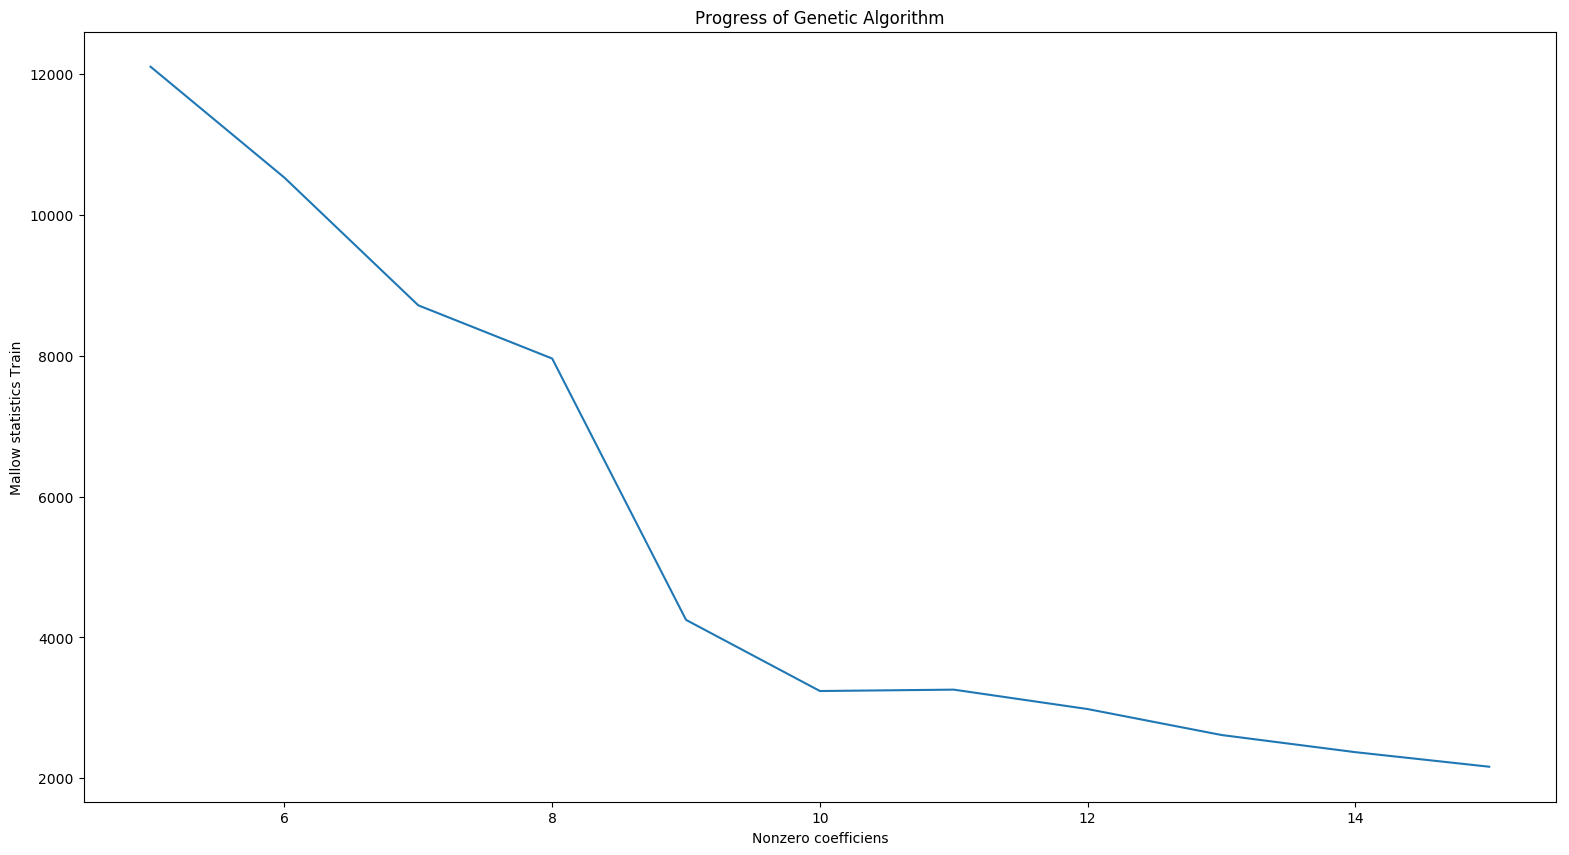 Progress of Genetic Algorithm
Mallow statistics Train
12000
10000
8000
6000
4000
2000
6 8 10 12 14
Nonzero coefficiens